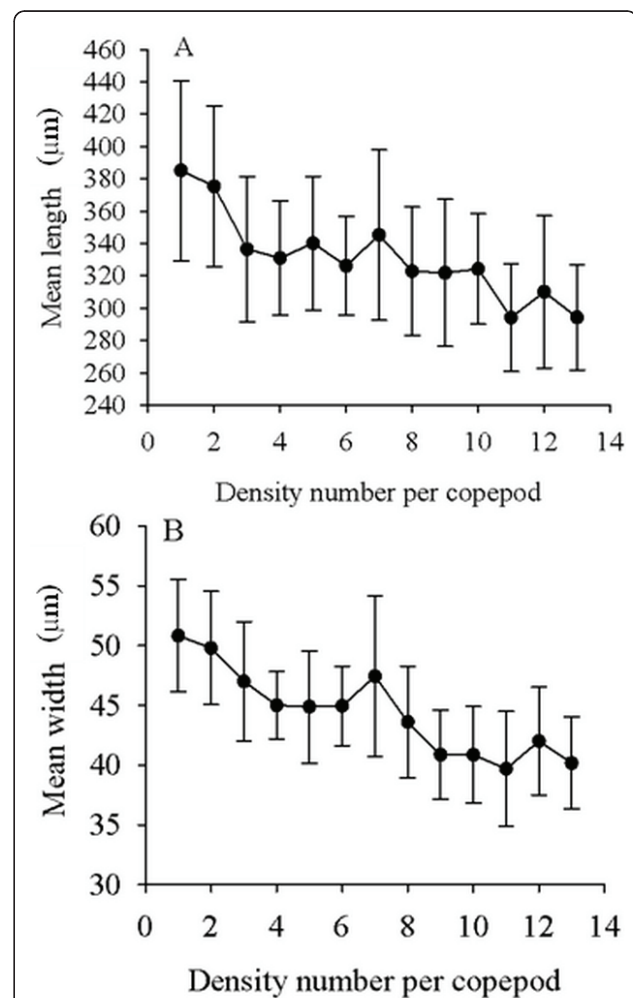 A
460
440
420
400
380
360
340
320
300
280
260
240
Mean length (μm)
0 2 4 6 8 10 12 14
Density number per copepod
B
60
55
50
45
40
35
30
Mean width (μm)
0 2 4 6 8 10 12 14
Density number per copepod